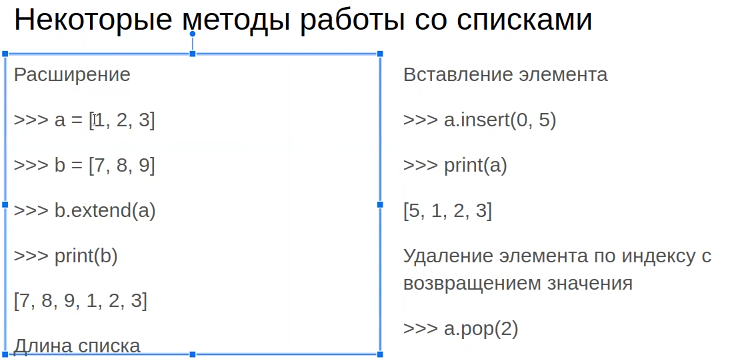 Некоторые методы работы со списками
Расширение
>>> a = [1, 2, 3]
>>> b = [7, 8, 9]
>>> b.extend(a)
>>> print(b)
[7, 8, 9, 1, 2, 3]
Длина списка
Вставление элемента
>>> a.insert(0, 5)
>>> print(a)
[5, 1, 2, 3]
Удаление элемента по индексу с
возвращением значения
>>> a.pop(2)